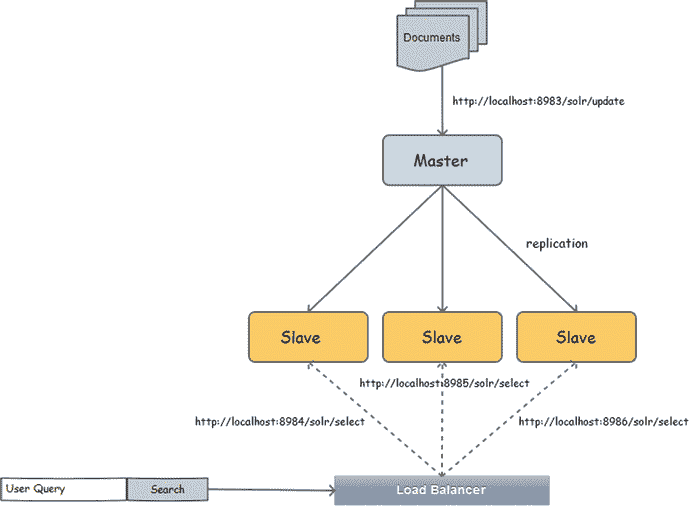 Documents
http://localhost:8983/solr/update
Master
replication
Slave
Slave
Slave
http://localhost:8985/solr/select
http://localhost:8984/solr/select
http://localhost:8986/solr/select
User Query
Search
Load Balancer